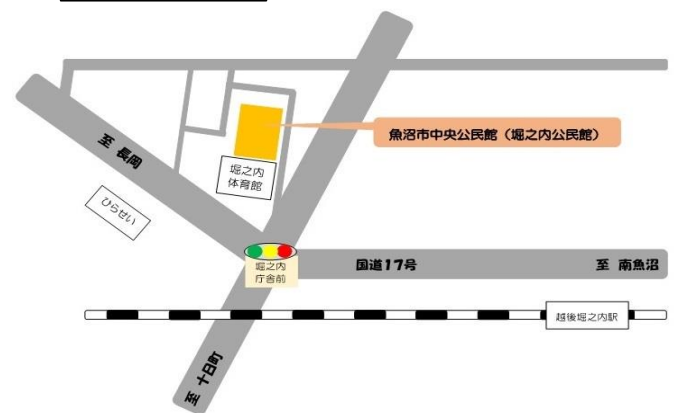 至 長岡
魚沼市中央公民館（堀之内公民館）
堀之内
体育館
ひらせい
堀之内
庁舎前
国道17号
至 南魚沼
越後堀之内駅
至 十日町